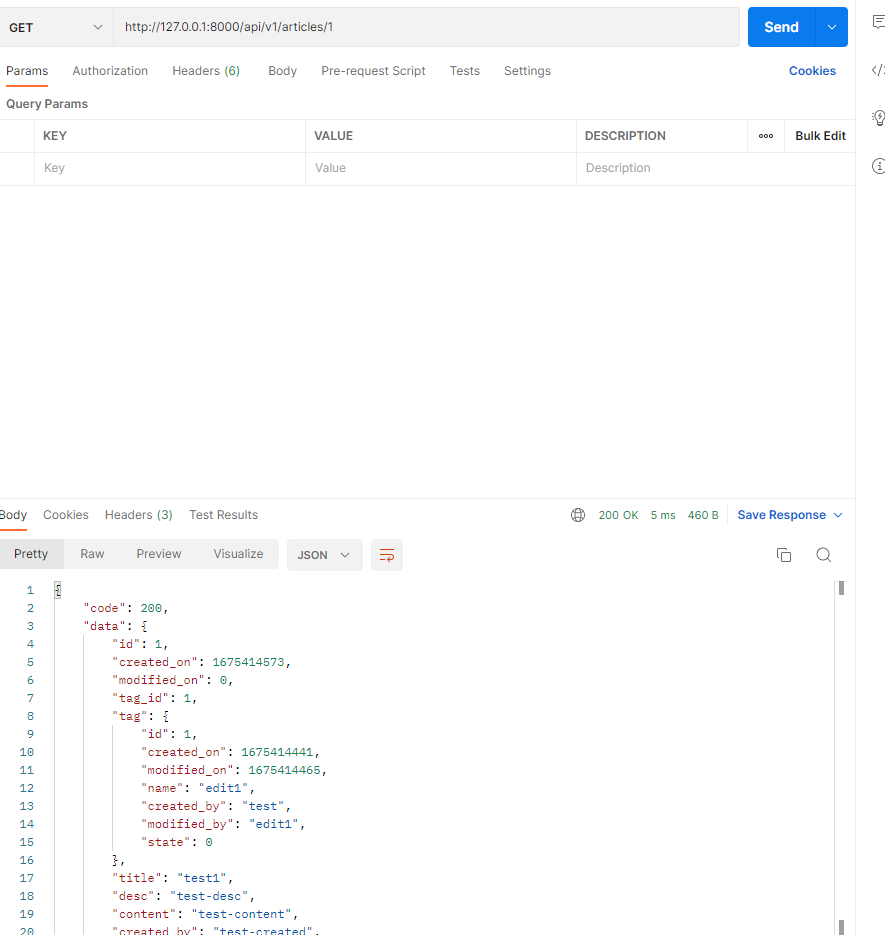 GET http://127.0.0.1:8000/api/v1/articles/1 Send
Params Authorization Headers (6) Body Pre-request Script Tests Settings Cookies
Query Params
KEY VALUE DESCRIPTION ooo Bulk Edit
Key Value Description
Body Cookies Headers (3) Test Results 200 OK 5 ms 460 B Save Response
Pretty Raw Preview Visualize JSON
1 {
2 "code": 200,
3 "data": {
4 "id": 1,
5 "created_on": 1675414573,
6 "modified_on": 0,
7 "tag_id": 1,
8 "tag": {
9 "id": 1,
10 "created_on": 1675414441,
11 "modified_on": 1675414465,
12 "name": "edit1",
13 "created_by": "test",
14 "modified_by": "edit1",
15 "state": 0
16 },
17 "title": "test1",
18 "desc": "test-desc",
19 "content": "test-content",
20 "created_by": "test-created",